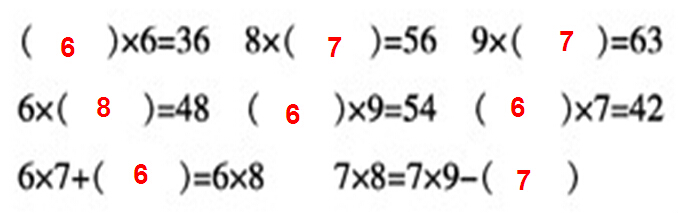 ( 6 )×6=36 8×( 7 )=56 9×( 7 )=63
6×( 8 )=48 ( 6 )×9=54 ( 6 )×7=42
6×7+( 6 )=6×8 7×8=7×9−( 7 )